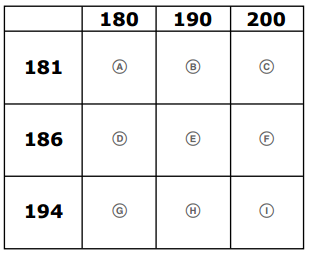 180 190 200
181 Ⓐ Ⓑ Ⓒ
186 Ⓓ Ⓔ Ⓕ
194 Ⓖ Ⓗ Ⓘ